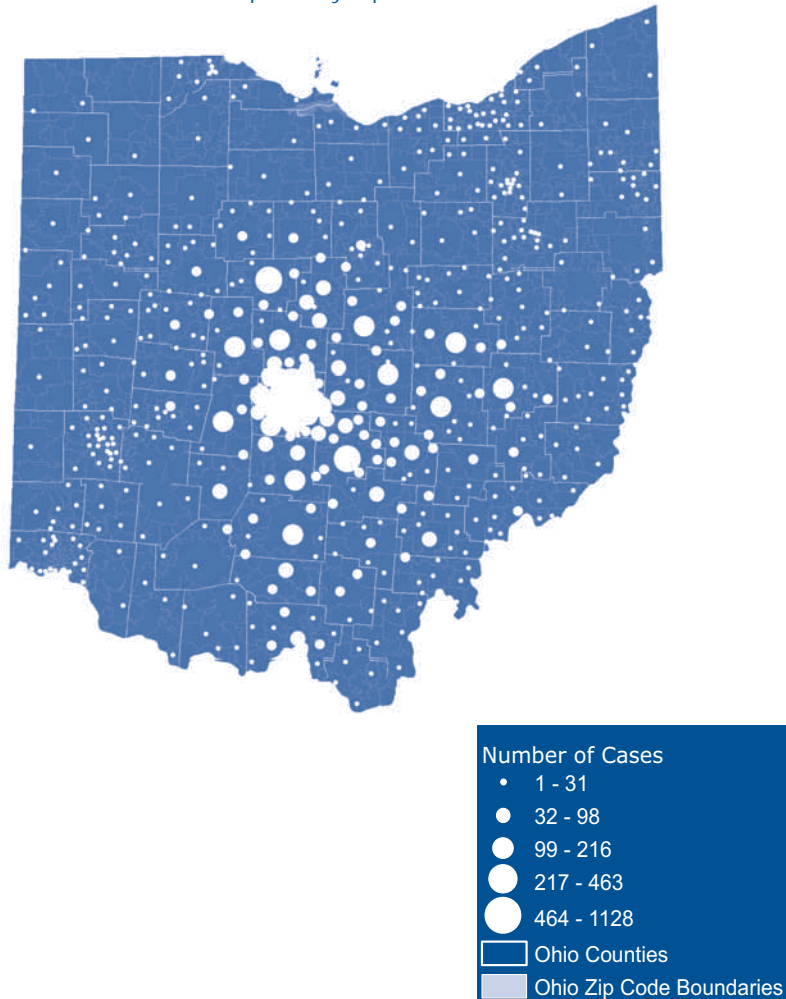 Number of Cases
1 - 31
32 - 98
99 - 216
217 - 463
464 - 1128
Ohio Counties
Ohio Zip Code Boundaries